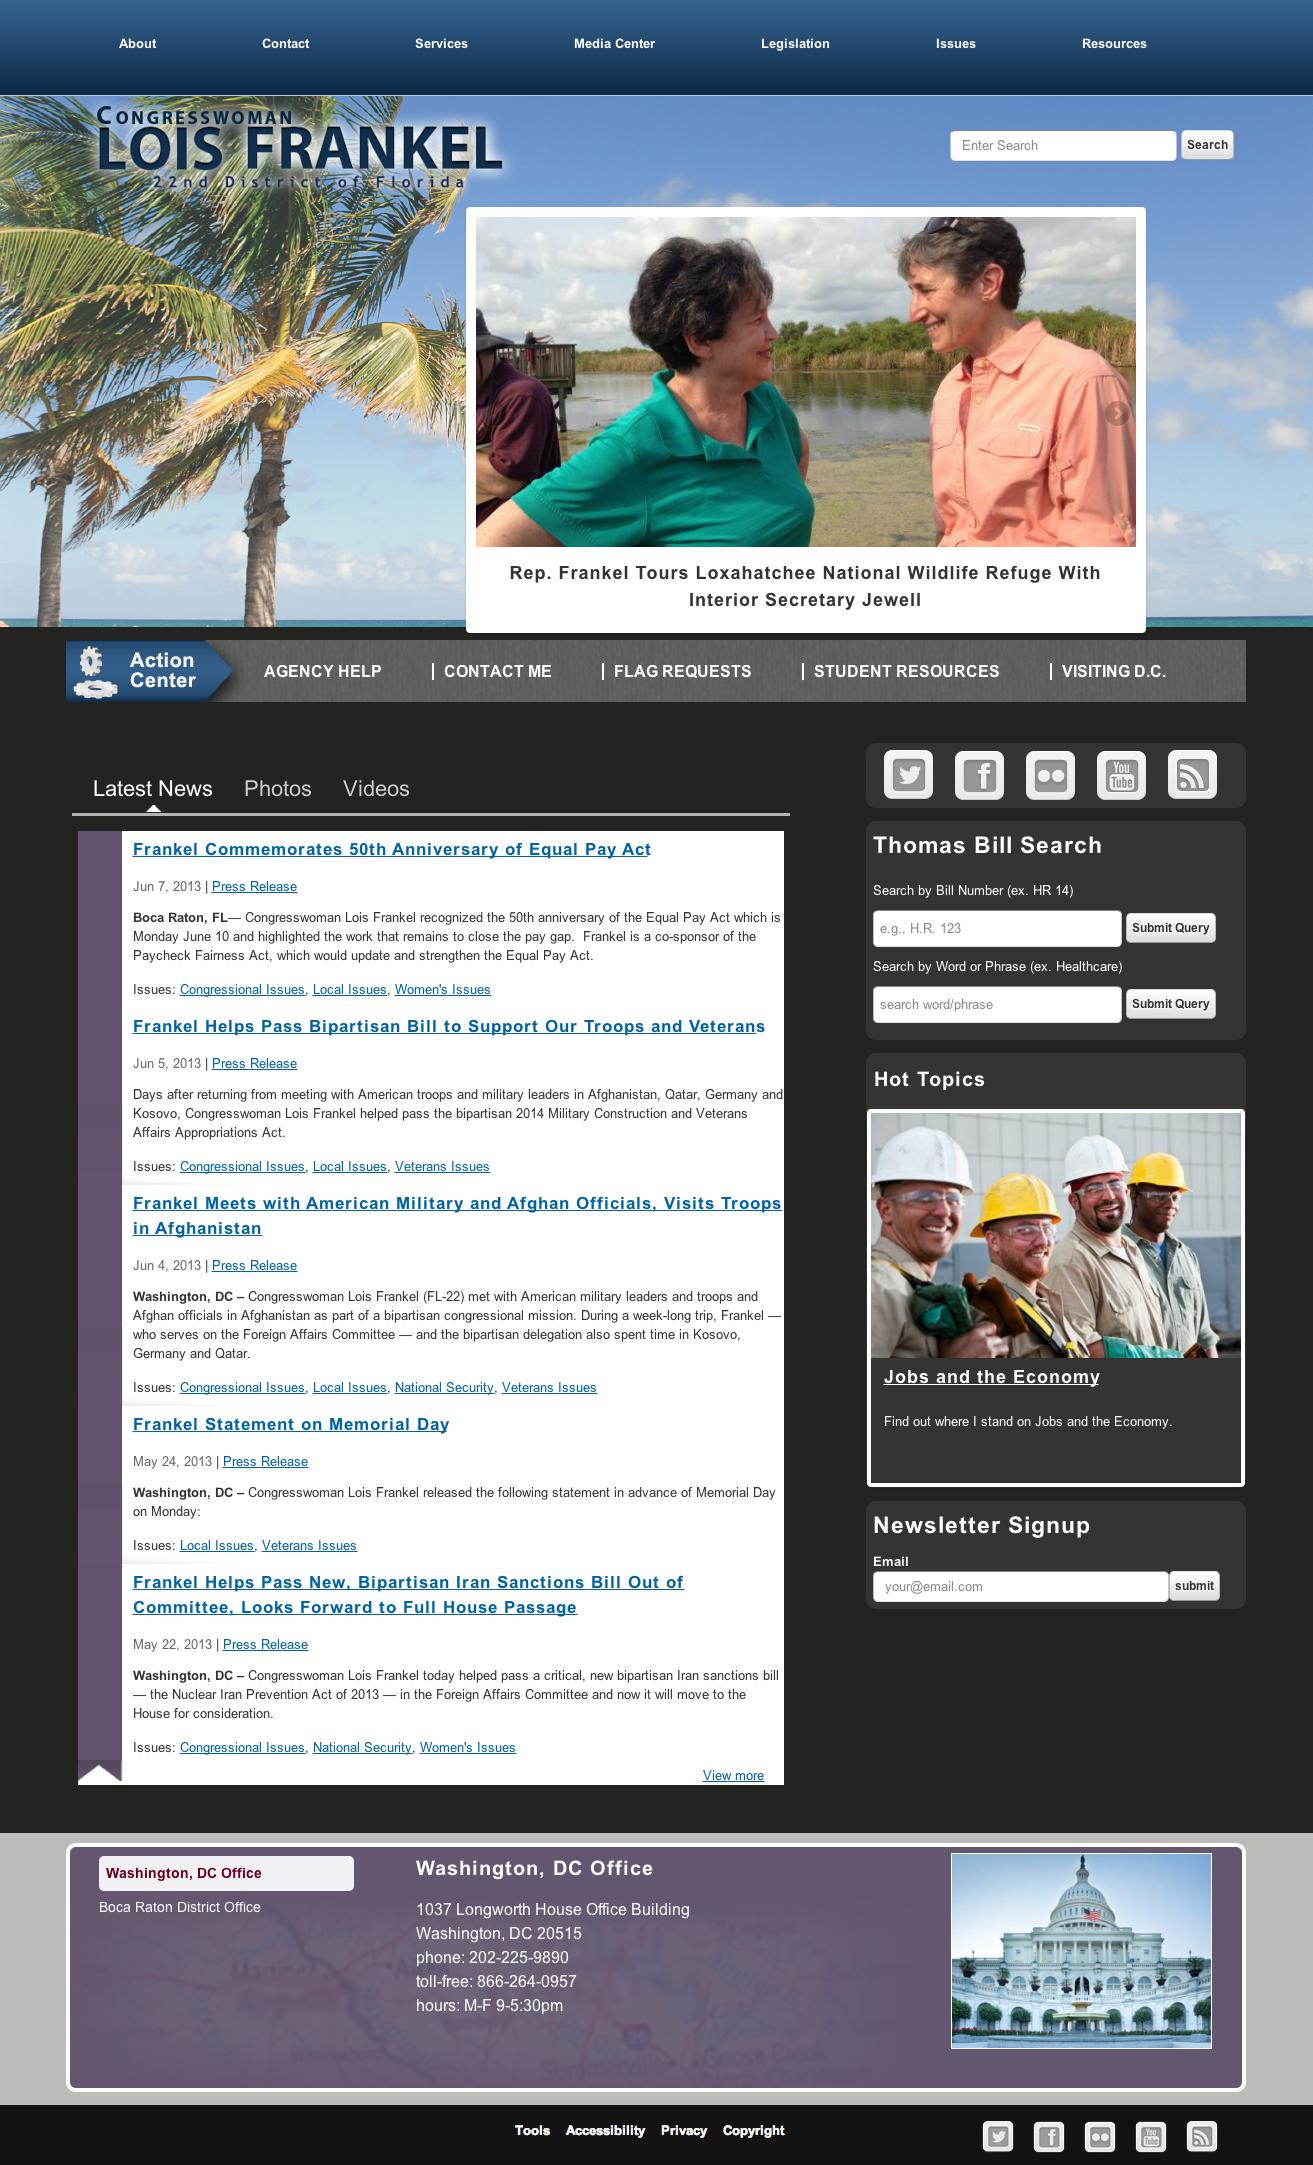 About Contact Services Media Center Legislation Issues Resources
CONGRESSWOMAN
LOIS FRANKEL
22nd District of Florida
Enter Search Search
Rep. Frankel Tours Loxahatchee National Wildlife Refuge With
Interior Secretary Jewell
Action
Center
AGENCY HELP | CONTACT ME | FLAG REQUESTS | STUDENT RESOURCES | VISITING D.C.
Latest News Photos Videos
Frankel Commemorates 50th Anniversary of Equal Pay Act
Jun 7, 2013 | Press Release
Boca Raton, FL— Congresswoman Lois Frankel recognized the 50th anniversary of the Equal Pay Act which is
Monday June 10 and highlighted the work that remains to close the pay gap.  Frankel is a co-sponsor of the
Paycheck Fairness Act, which would update and strengthen the Equal Pay Act.
Issues: Congressional Issues, Local Issues, Women's Issues
Frankel Helps Pass Bipartisan Bill to Support Our Troops and Veterans
Jun 5, 2013 | Press Release
Days after returning from meeting with American troops and military leaders in Afghanistan, Qatar, Germany and
Kosovo, Congresswoman Lois Frankel helped pass the bipartisan 2014 Military Construction and Veterans
Affairs Appropriations Act.
Issues: Congressional Issues, Local Issues, Veterans Issues
Frankel Meets with American Military and Afghan Officials, Visits Troops
in Afghanistan
Jun 4, 2013 | Press Release
Washington, DC – Congresswoman Lois Frankel (FL-22) met with American military leaders and troops and
Afghan officials in Afghanistan as part of a bipartisan congressional mission. During a week-long trip, Frankel —
who serves on the Foreign Affairs Committee — and the bipartisan delegation also spent time in Kosovo,
Germany and Qatar.
Issues: Congressional Issues, Local Issues, National Security, Veterans Issues
Frankel Statement on Memorial Day
May 24, 2013 | Press Release
Washington, DC – Congresswoman Lois Frankel released the following statement in advance of Memorial Day
on Monday:
Issues: Local Issues, Veterans Issues
Frankel Helps Pass New, Bipartisan Iran Sanctions Bill Out of
Committee, Looks Forward to Full House Passage
May 22, 2013 | Press Release
Washington, DC – Congresswoman Lois Frankel today helped pass a critical, new bipartisan Iran sanctions bill
— the Nuclear Iran Prevention Act of 2013 — in the Foreign Affairs Committee and now it will move to the
House for consideration.
Issues: Congressional Issues, National Security, Women's Issues
View more
You
Tube
Thomas Bill Search
Search by Bill Number (ex. HR 14)
e.g., H.R. 123 Submit Query
Search by Word or Phrase (ex. Healthcare)
search word/phrase Submit Query
Hot Topics
Jobs and the Economy
Find out where I stand on Jobs and the Economy.
Newsletter Signup
Email
your@email.com submit
Washington, DC Office
Boca Raton District Office
Washington, DC Office
1037 Longworth House Office Building
Washington, DC 20515
phone: 202-225-9890
toll-free: 866-264-0957
hours: M-F 9-5:30pm
Summerville
Goose Creek
Tools Accessibility Privacy Copyright
You
Tube